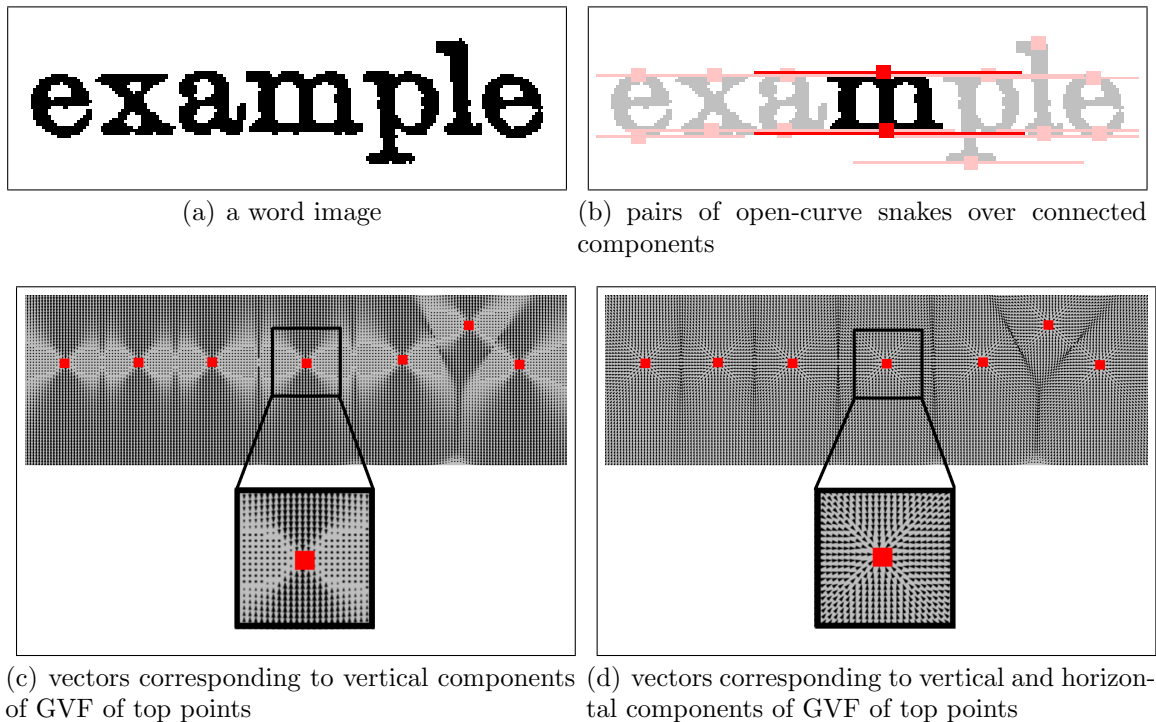 example
example
(a) a word image
(b) pairs of open-curve snakes over connected
components
(c) vectors corresponding to vertical components
of GVF of top points
(d) vectors corresponding to vertical and horizon-
tal components of GVF of top points